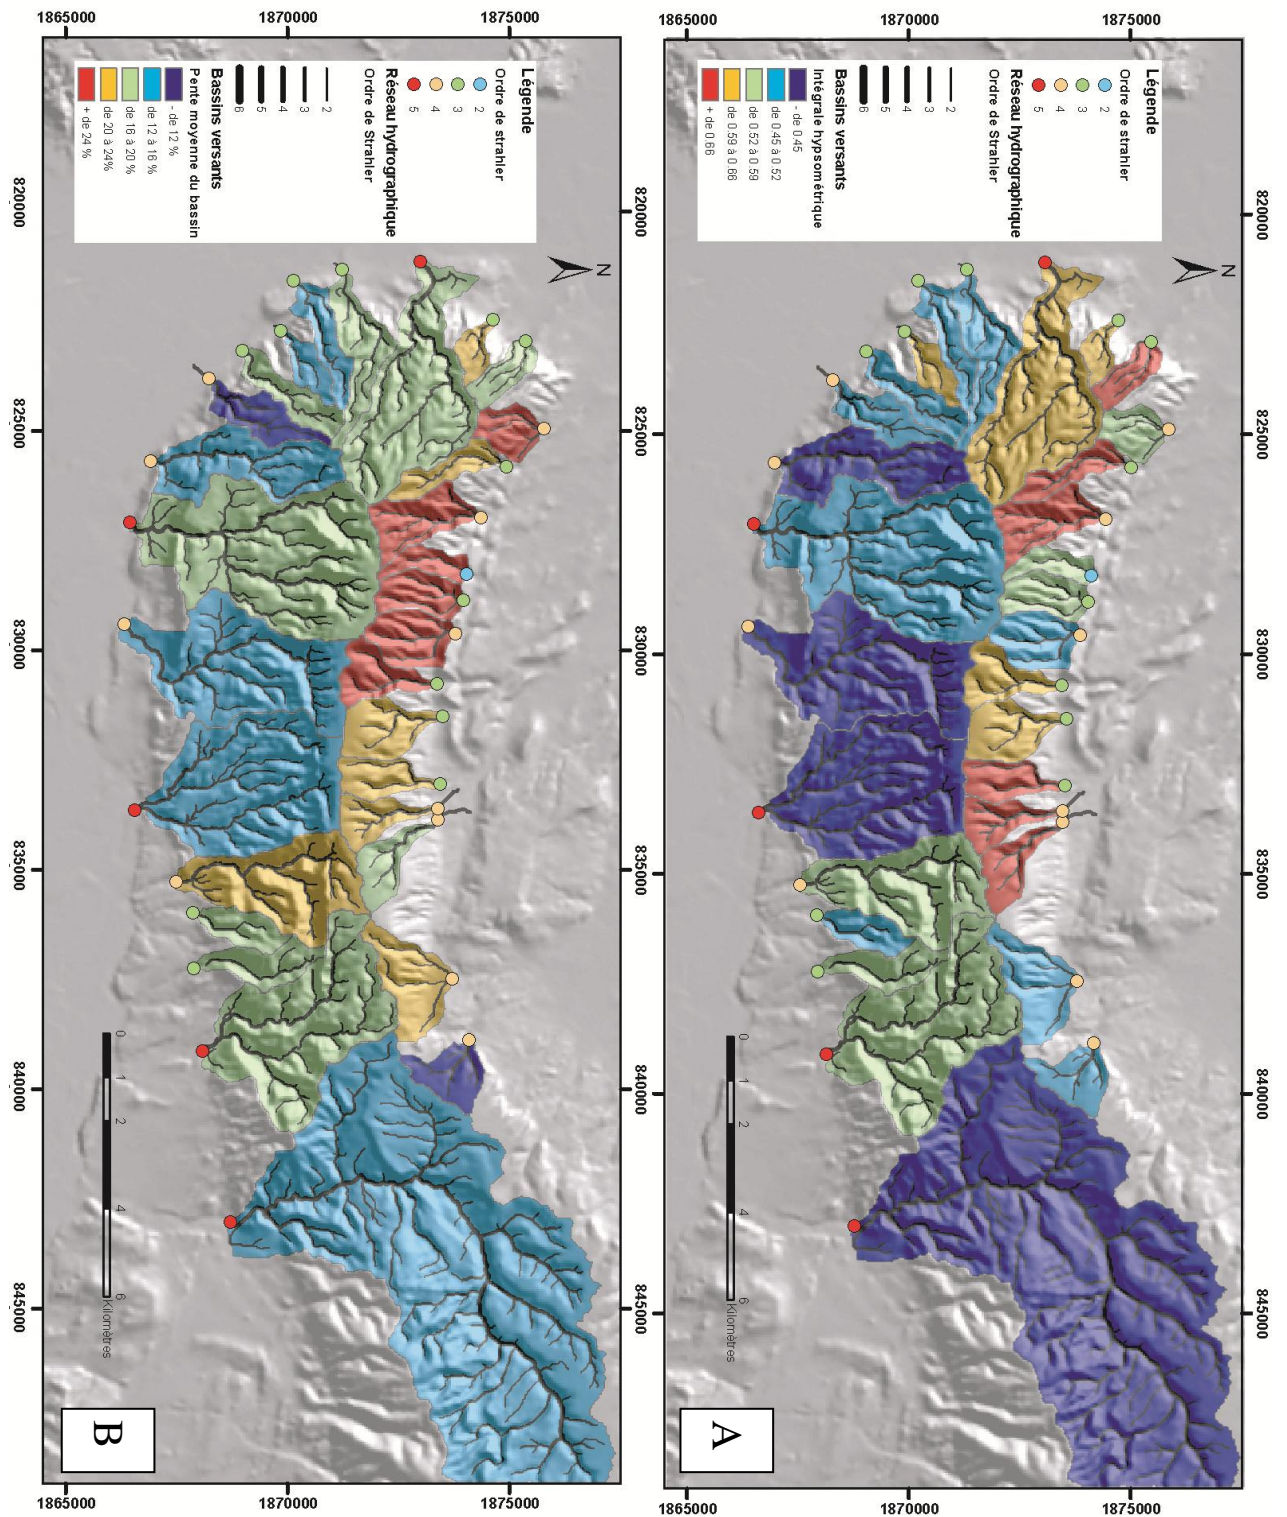 820000
825000
830000
835000
840000
845000
1875000
1870000
1865000
1875000
1870000
1865000
Légende
Ordre de strahler
2
3
4
5
Réseau hydrographique
Ordre de Strahler
2
3
4
5
6
Bassins versants
Intégrale hypsométrique
- de 0.45
de 0.45 à 0.52
de 0.52 à 0.59
de 0.59 à 0.66
+ de 0.66
N
0
1
2
4
6
Kilomètres
A
820000
825000
830000
835000
840000
845000
1875000
1870000
1865000
1875000
1870000
1865000
Légende
Ordre de strahler
2
3
4
5
Réseau hydrographique
Ordre de Strahler
2
3
4
5
6
Bassins versants
Pente moyenne du bassin
- de 12 %
de 12 à 16 %
de 16 à 20 %
de 20 à 24%
+ de 24 %
N
0
1
2
4
6
Kilomètres
B
820000
825000
830000
835000
840000
845000